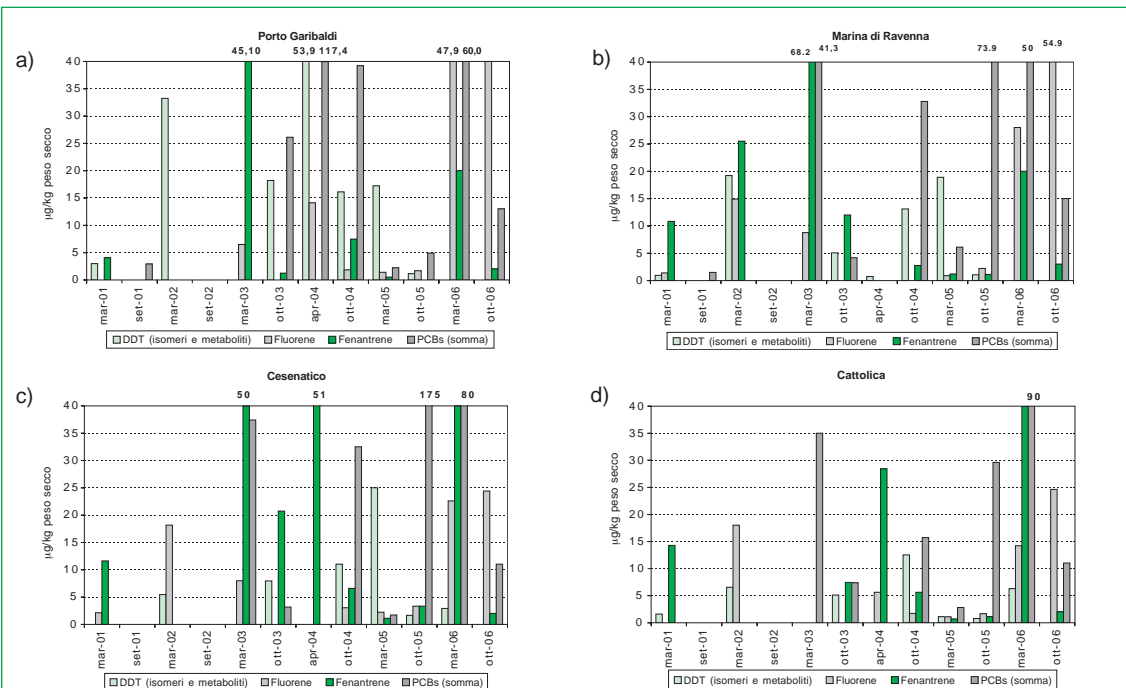 a)
Porto Garibaldi
45,10 53,9 117,4 47,9 60,0
40
35
30
25
20
15
10
5
0
µg/kg peso secco
mar-01 set-01 mar-02 set-02 mar-03 ott-03 apr-04 ott-04 mar-05 ott-05 mar-06 ott-06
DDT (isomeri e metaboliti) Fluorene Fenantrene PCBs (somma)
b)
Marina di Ravenna
68.2 41,3 73.9 50 54.9
40
35
30
25
20
15
10
5
0
µg/kg peso secco
mar-01 set-01 mar-02 set-02 mar-03 ott-03 apr-04 ott-04 mar-05 ott-05 mar-06 ott-06
DDT (isomeri e metaboliti) Fluorene Fenantrene PCBs (somma)
c)
Cesenatico
50 51 175 80
40
35
30
25
20
15
10
5
0
µg/kg peso secco
mar-01 set-01 mar-02 set-02 mar-03 ott-03 apr-04 ott-04 mar-05 ott-05 mar-06 ott-06
DDT (isomeri e metaboliti) Fluorene Fenantrene PCBs (somma)
d)
Cattolica
90
40
35
30
25
20
15
10
5
0
µg/kg peso secco
mar-01 set-01 mar-02 set-02 mar-03 ott-03 apr-04 ott-04 mar-05 ott-05 mar-06 ott-06
DDT (isomeri e metaboliti) Fluorene Fenantrene PCBs (somma)